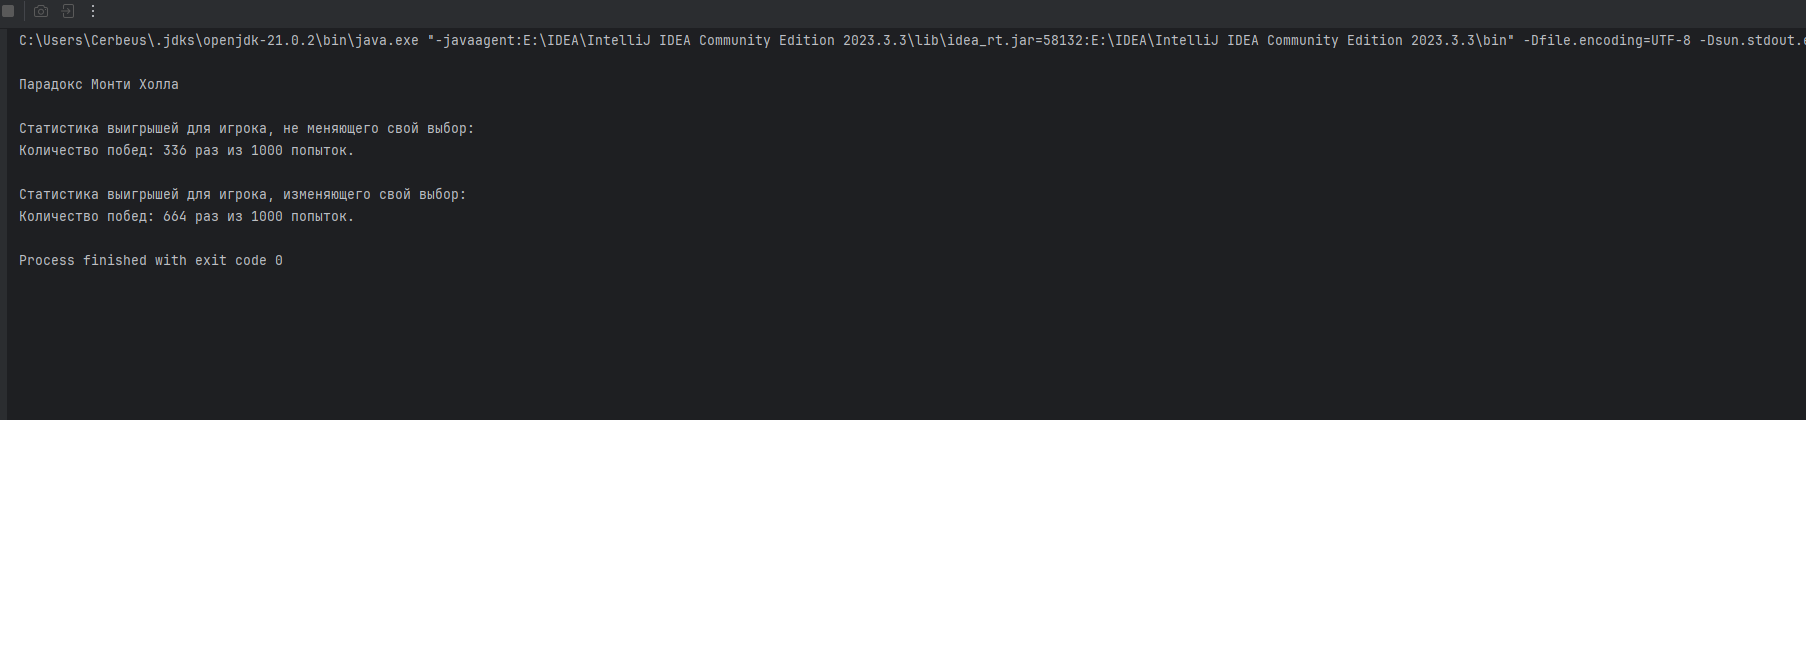 C:\Users\Cerbeus\.jdks\openjdk-21.0.2\bin\java.exe "-javaagent:E:\IDEA\IntelliJ IDEA Community Edition 2023.3.3\lib\idea_rt.jar=58132:E:\IDEA\IntelliJ IDEA Community Edition 2023.3.3\bin" -Dfile.encoding=UTF-8 -Dsun.stdout.e
Парадокс Монти Холла
Статистика выигрышей для игрока, не меняющего свой выбор:
Количество побед: 336 раз из 1000 попыток.
Статистика выигрышей для игрока, изменяющего свой выбор:
Количество побед: 664 раз из 1000 попыток.
Process finished with exit code 0